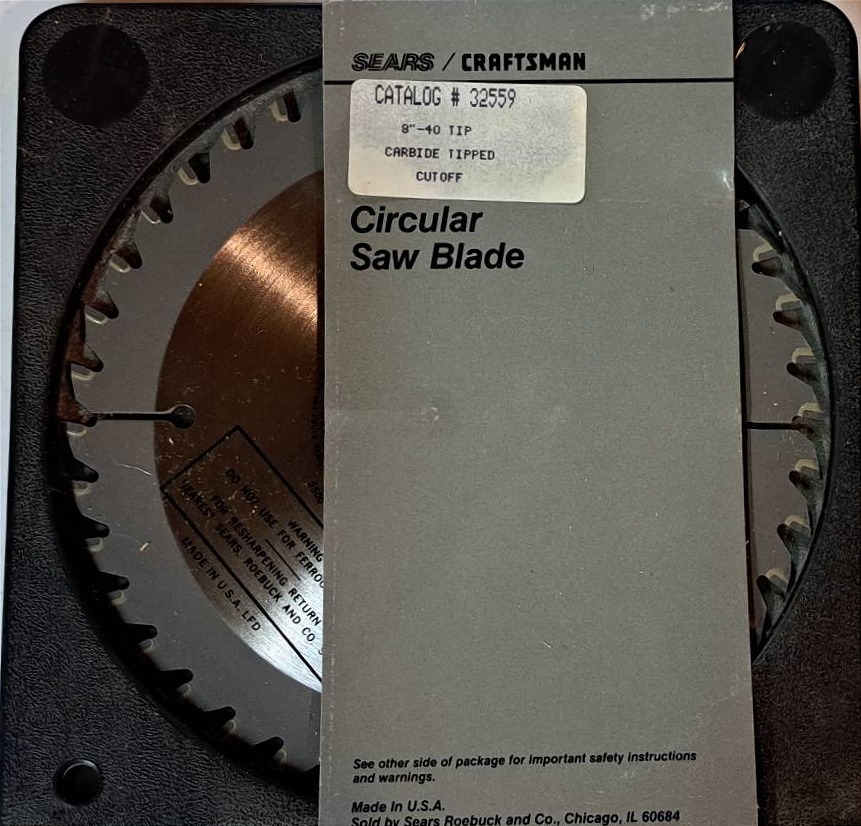 SEARS / CRAFTSMAN
CATALOG # 32559
8"-40 TIP
CARBIDE TIPPED
CUTOFF
Circular
Saw Blade
WARNING
DO NOT USE FOR FERROU
FOR RESHARPENING RETURN
NEAREST SEARS, ROEBUCK AND CO
MADE IN U.S.A. LFD
See other side of package for important safety instructions
and warnings.
Made In U.S.A.
Sold by Sears Roebuck and Co., Chicago, IL 60684